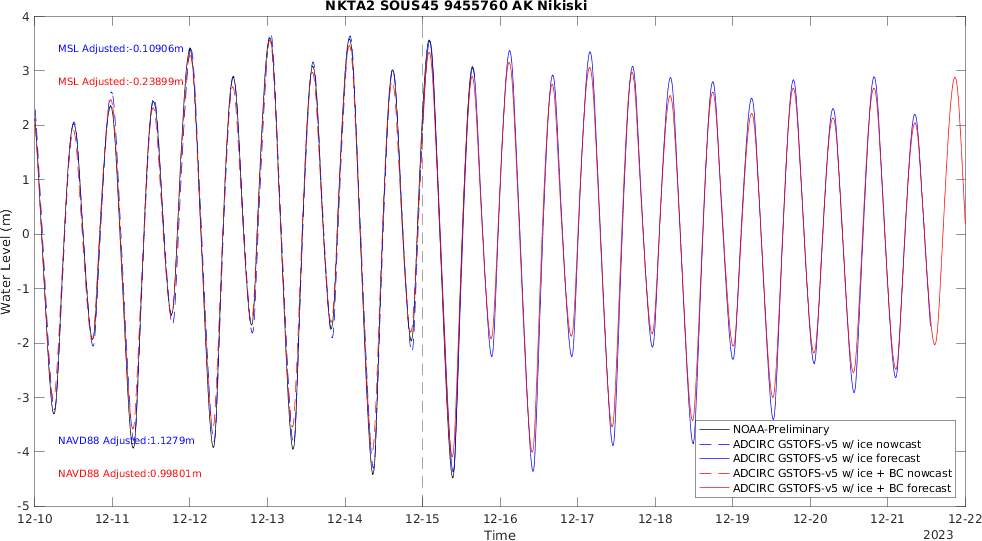 NKTA2 SOUS45 9455760 AK Nikiski
4
3
2
1
0
-1
-2
-3
-4
-5
Water Level (m)
MSL Adjusted:-0.10906m
MSL Adjusted:-0.23899m
NAVD88 Adjusted:1.1279m
NAVD88 Adjusted:0.99801m
NOAA-Preliminary
ADCIRC GSTOFS-v5 w/ ice nowcast
ADCIRC GSTOFS-v5 w/ ice forecast
ADCIRC GSTOFS-v5 w/ ice + BC nowcast
ADCIRC GSTOFS-v5 w/ ice + BC forecast
12-10 12-11 12-12 12-13 12-14 12-15 12-16 12-17 12-18 12-19 12-20 12-21 12-22
Time
2023